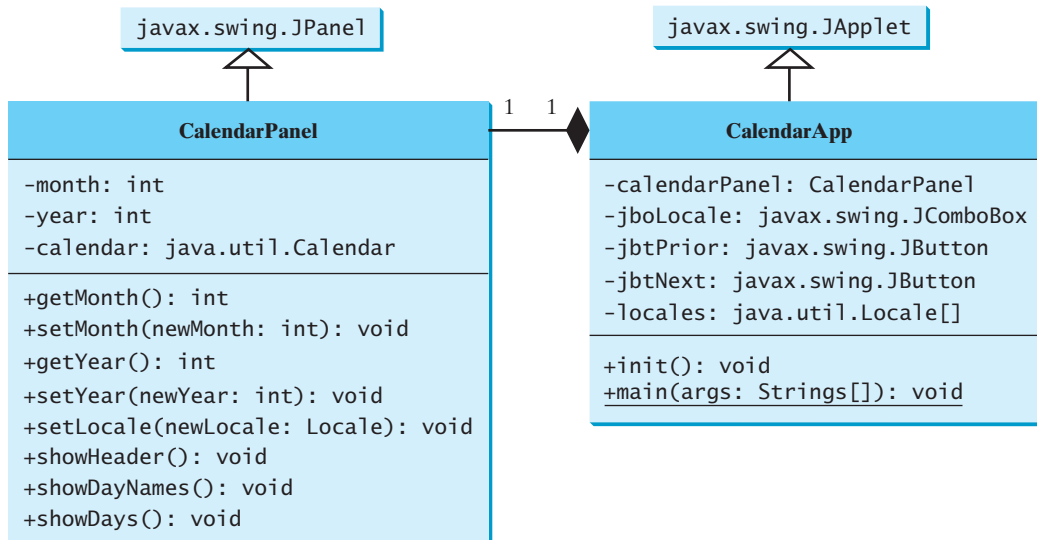 javax.swing.JPanel
javax.swing.JApplet
1 1
CalendarPanel
-month: int
-year: int
-calendar: java.util.Calendar
+getMonth(): int
+setMonth(newMonth: int): void
+getYear(): int
+setYear(newYear: int): void
+setLocale(newLocale: Locale): void
+showHeader(): void
+showDayNames(): void
+showDays(): void
CalendarApp
-calendarPanel: CalendarPanel
-jboLocale: javax.swing.JComboBox
-jbtPrior: javax.swing.JButton
-jbtNext: javax.swing.JButton
-locales: java.util.Locale[]
+init(): void
+main(args: Strings[]): void